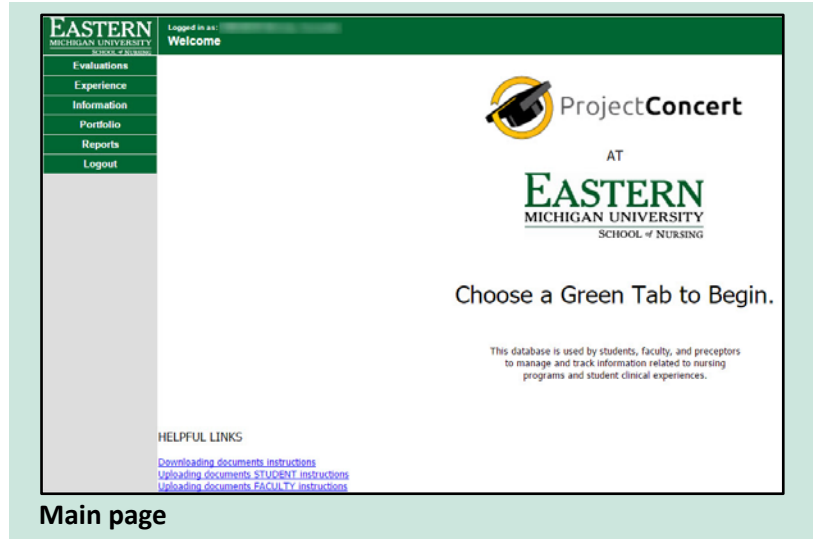 EASTERN
MICHIGAN UNIVERSITY
SCHOOL of NURSING
Logged in as:
Welcome
Evaluations
Experience
Information
Portfolio
Reports
Logout
ProjectConcert
AT
EASTERN
MICHIGAN UNIVERSITY
SCHOOL of NURSING
Choose a Green Tab to Begin.
This database is used by students, faculty, and preceptors
to manage and track information related to nursing
programs and student clinical experiences.
HELPFUL LINKS
Downloading documents instructions
Uploading documents STUDENT instructions
Uploading documents FACULTY instructions
Main page